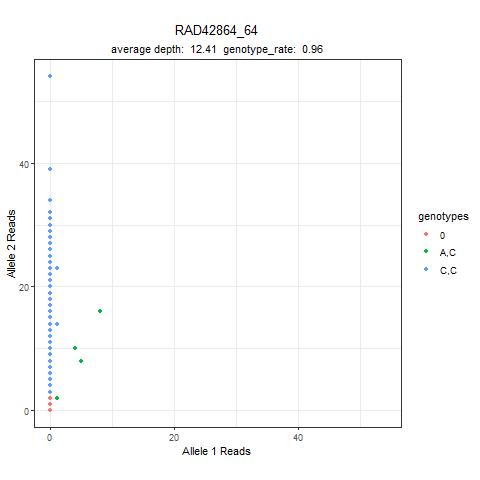 RAD42864_64
average depth:  12.41  genotype_rate:  0.96
40
20
0
Allele 2 Reads
0
20
40
Allele 1 Reads
genotypes
0
A,C
C,C